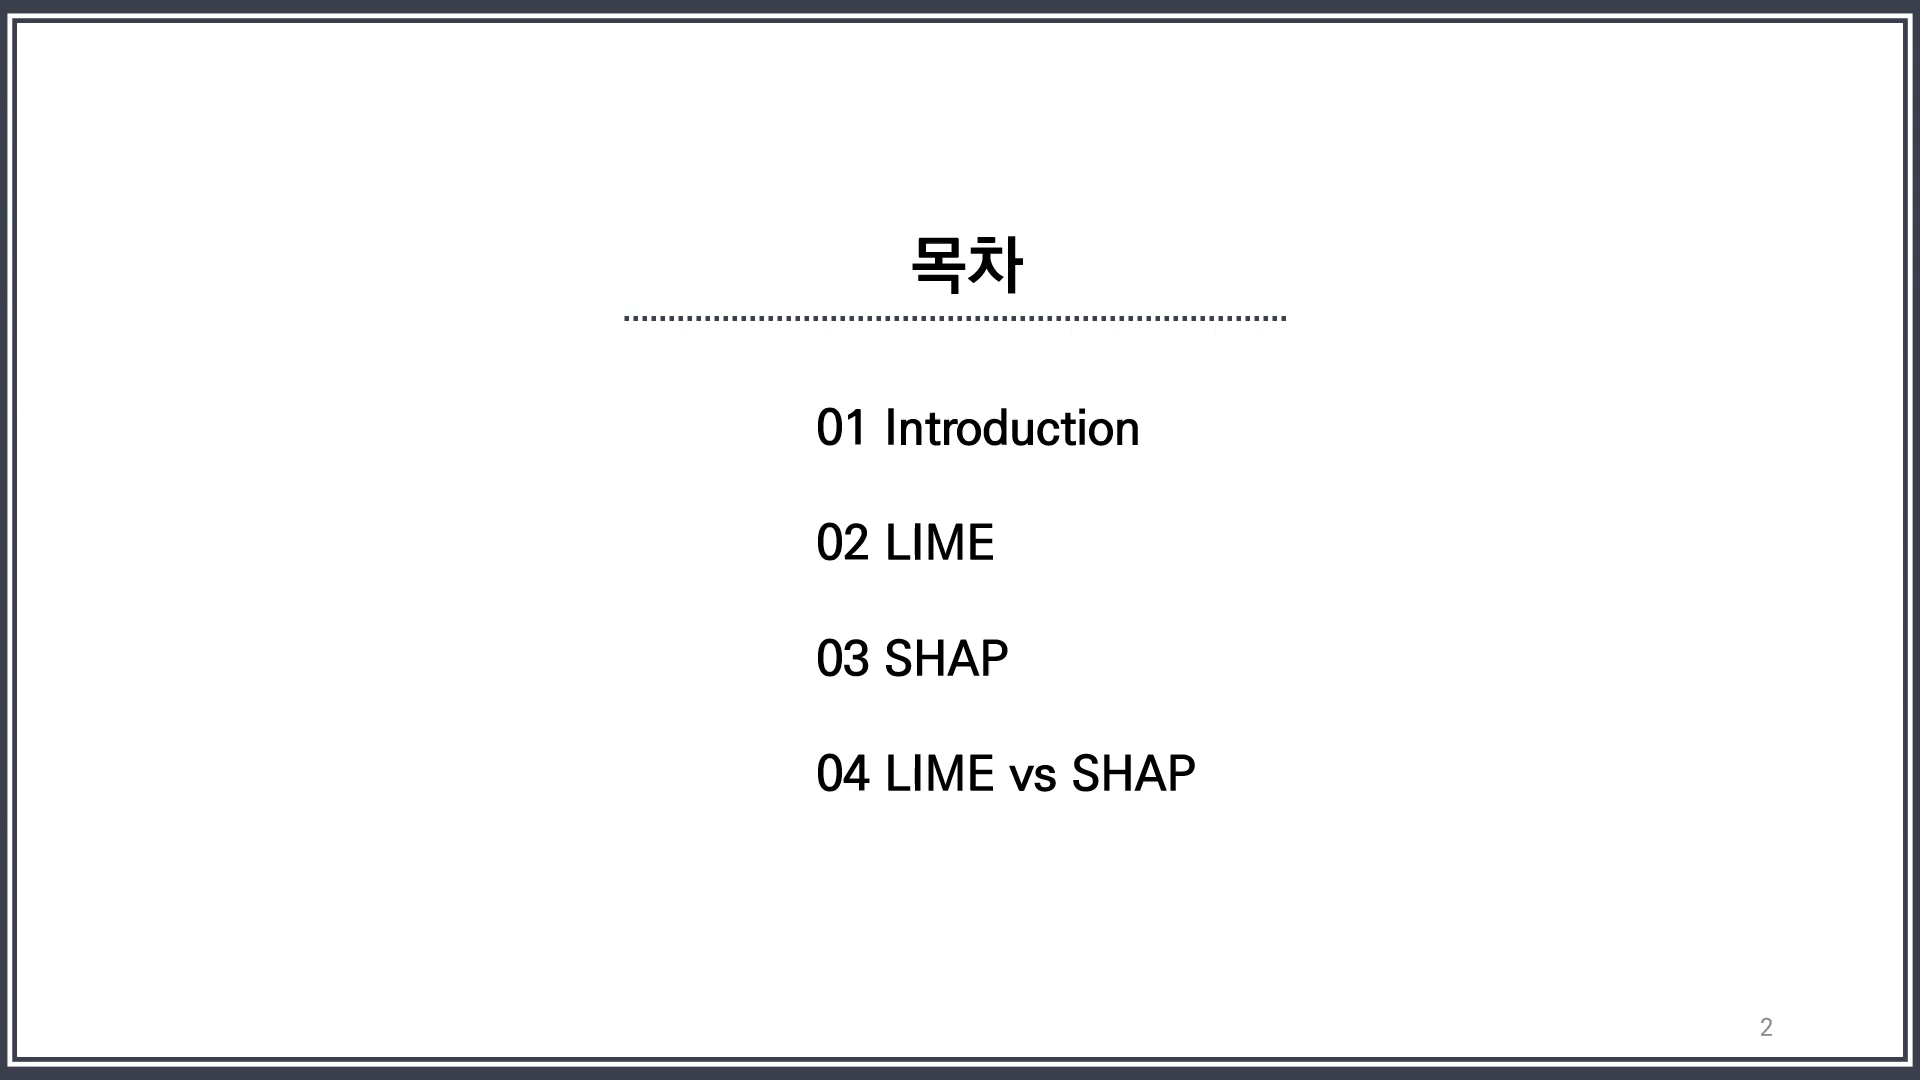 목차
01 Introduction
02 LIME
03 SHAP
04 LIME vs SHAP
2